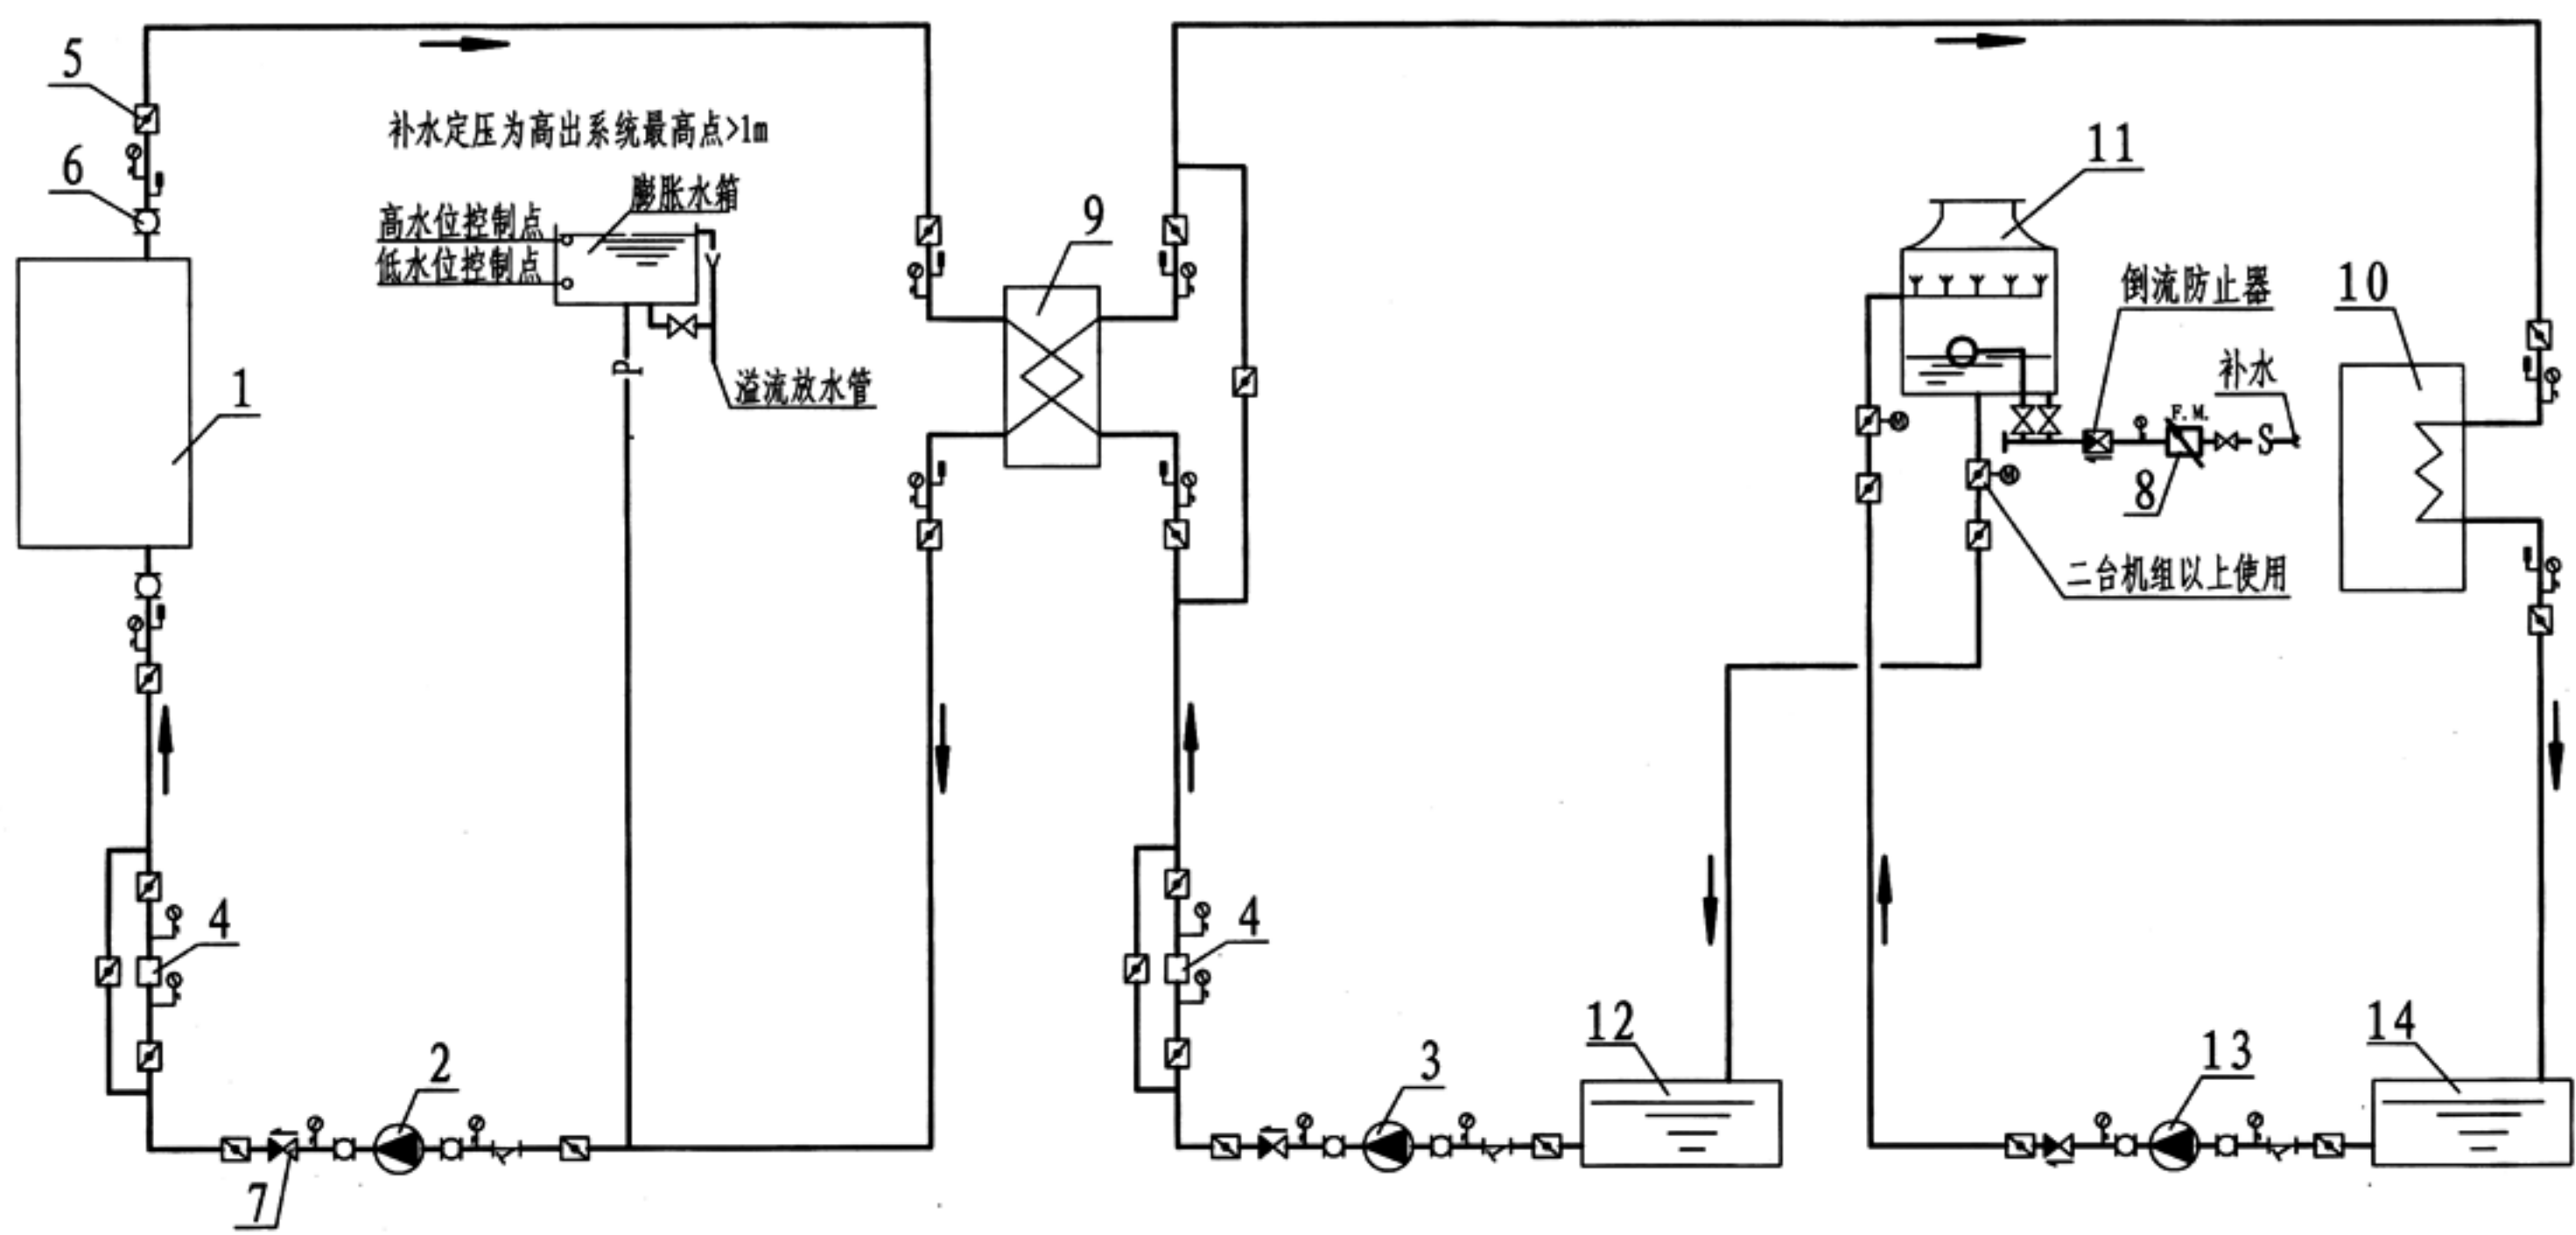 5
补水定压为高出系统最高点>1m
11
6
膨胀水箱
高水位控制点
9
低水位控制点
倒流防止器
10
补水
1
P
溢流放水管
F.M.
M
S
M
8
二台机组以上使用
4
4
12
14
2
3
13
7